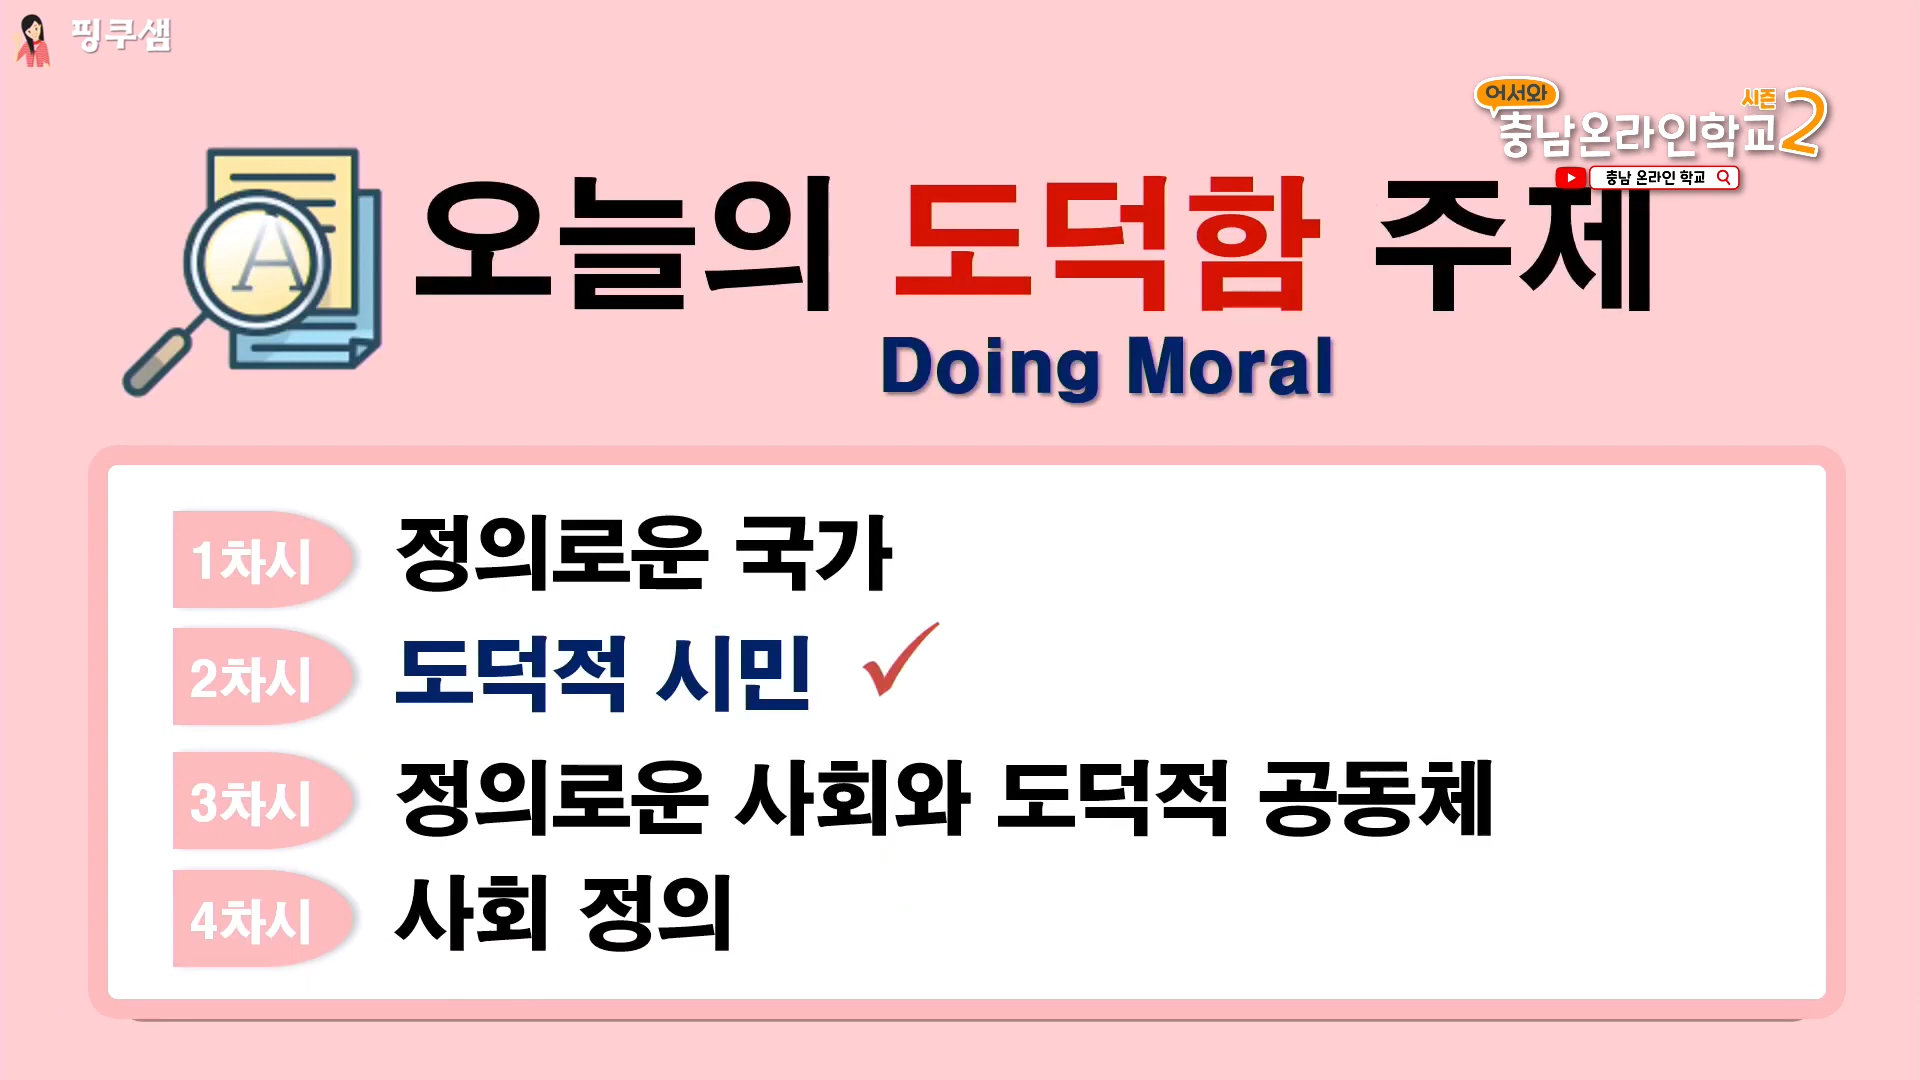 핑쿠샘
어서와
충남온라인학교 시즌2
충남 온라인 학교
오늘의 도덕함 주제
Doing Moral
A
1차시 정의로운 국가
2차시 도덕적 시민
3차시 정의로운 사회와 도덕적 공동체
4차시 사회 정의